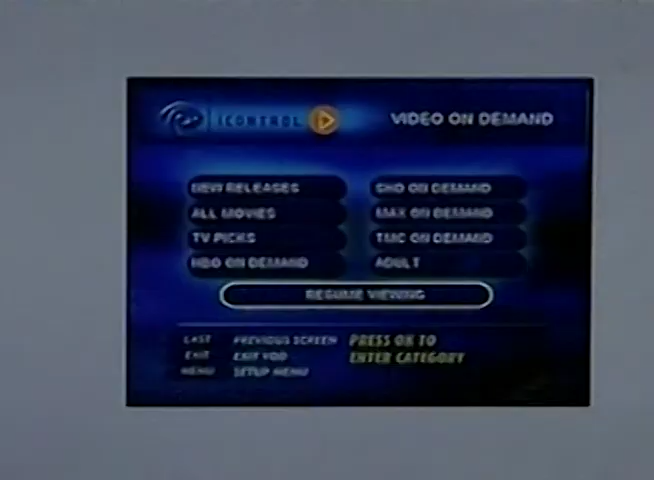 iCONTROL
VIDEO ON DEMAND
NEW RELEASES
SHO ON DEMAND
ALL MOVIES
MAX ON DEMAND
TV PICKS
TMC ON DEMAND
HBO ON DEMAND
ADULT
RESUME VIEWING
LAST PREVIOUS SCREEN
EXIT EXIT VOD
MENU SETUP MENU
PRESS OK TO
ENTER CATEGORY